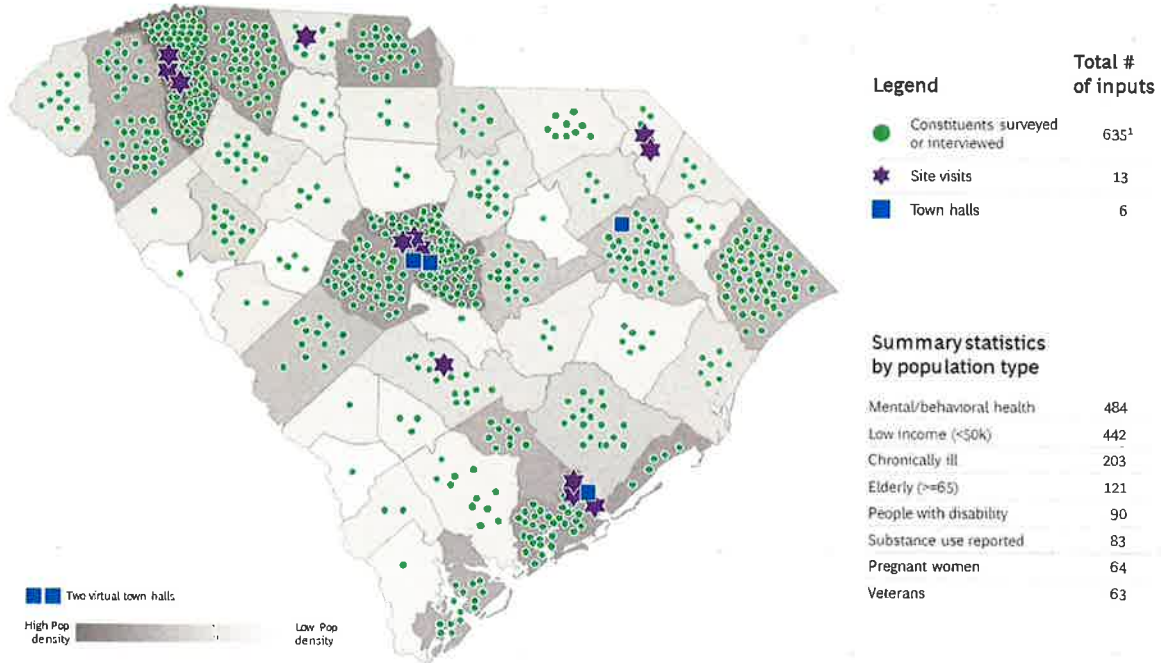 Legend
Total #
of inputs
Constituents surveyed
or interviewed
635¹
Site visits
13
Town halls
6
Summary statistics
by population type
Mental/behavioral health
484
Low income (<50k)
442
Chronically ill
203
Elderly (>=65)
121
People with disability
90
Substance use reported
83
Pregnant women
64
Veterans
63
Two virtual town halls
High Pop
density
Low Pop
density